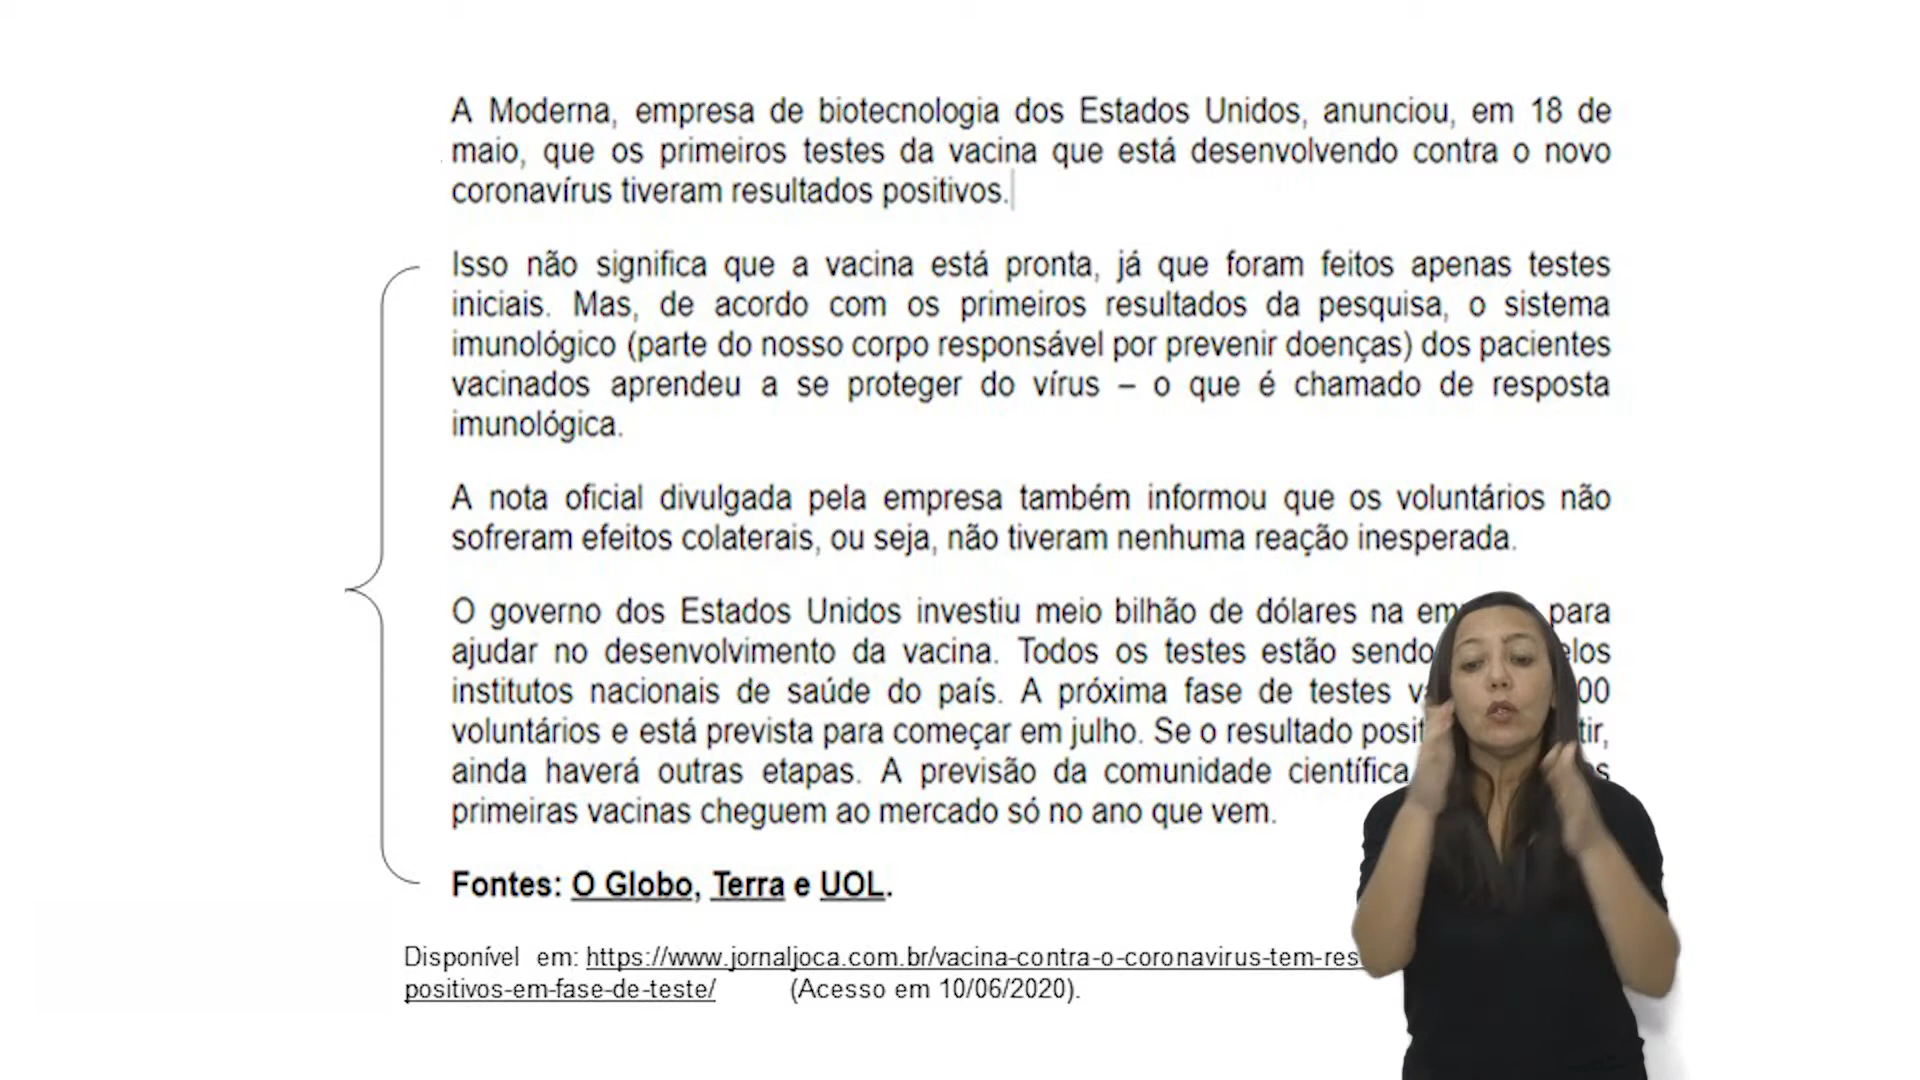 A Moderna, empresa de biotecnologia dos Estados Unidos, anunciou, em 18 de
maio, que os primeiros testes da vacina que está desenvolvendo contra o novo
coronavírus tiveram resultados positivos.
Isso não significa que a vacina está pronta, já que foram feitos apenas testes
iniciais. Mas, de acordo com os primeiros resultados da pesquisa, o sistema
imunológico (parte do nosso corpo responsável por prevenir doenças) dos pacientes
vacinados aprendeu a se proteger do vírus – o que é chamado de resposta
imunológica.
A nota oficial divulgada pela empresa também informou que os voluntários não
sofreram efeitos colaterais, ou seja, não tiveram nenhuma reação inesperada.
O governo dos Estados Unidos investiu meio bilhão de dólares na para
ajudar no desenvolvimento da vacina. Todos os testes estão sendo
institutos nacionais de saúde do país. A próxima fase de testes
voluntários e está prevista para começar em julho. Se o resultado
ainda haverá outras etapas. A previsão da comunidade científica
primeiras vacinas cheguem ao mercado só no ano que vem.
Fontes: O Globo, Terra e UOL.
Disponível em: https://www.jornaljoca.com.br/vacina-contra-o-coronavirus-tem-res
positivos-em-fase-de-teste/ (Acesso em 10/06/2020).